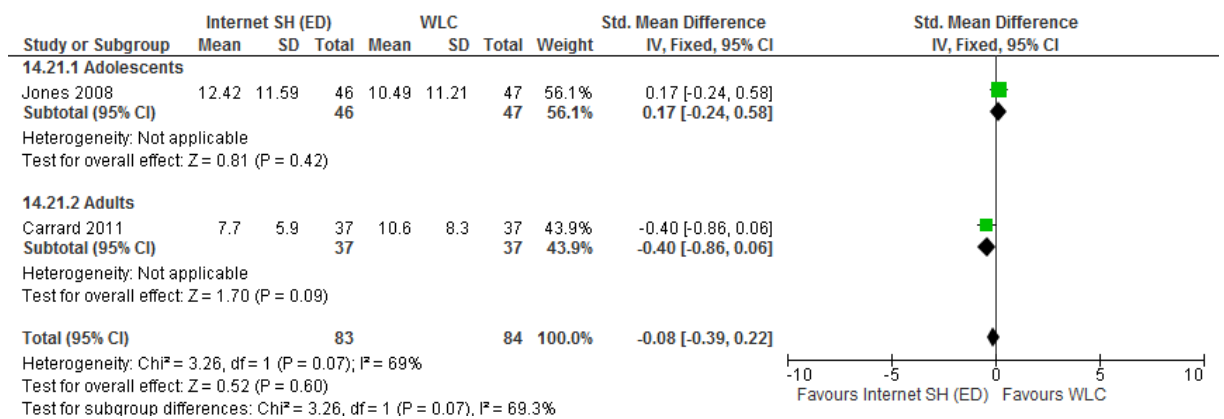 Internet SH (ED) WLC Std. Mean Difference Std. Mean Difference
Study or Subgroup Mean SD Total Mean SD Total Weight IV, Fixed, 95% CI IV, Fixed, 95% CI
14.21.1 Adolescents
Jones 2008 12.42 11.59 46 10.49 11.21 47 56.1% 0.17 [-0.24, 0.58]
Subtotal (95% CI) 46 47 56.1% 0.17 [-0.24, 0.58]
Heterogeneity: Not applicable
Test for overall effect: Z = 0.81 (P = 0.42)
14.21.2 Adults
Carrard 2011 7.7 5.9 37 10.6 8.3 37 43.9% -0.40 [-0.86, 0.06]
Subtotal (95% CI) 37 37 43.9% -0.40 [-0.86, 0.06]
Heterogeneity: Not applicable
Test for overall effect: Z = 1.70 (P = 0.09)
Total (95% CI) 83 84 100.0% -0.08 [-0.39, 0.22]
Heterogeneity: Chi² = 3.26, df = 1 (P = 0.07); I² = 69%
Test for overall effect: Z = 0.52 (P = 0.60)
Test for subgroup differences: Chi² = 3.26, df = 1 (P = 0.07), I² = 69.3%
-10 -5 0 5 10
Favours Internet SH (ED) Favours WLC